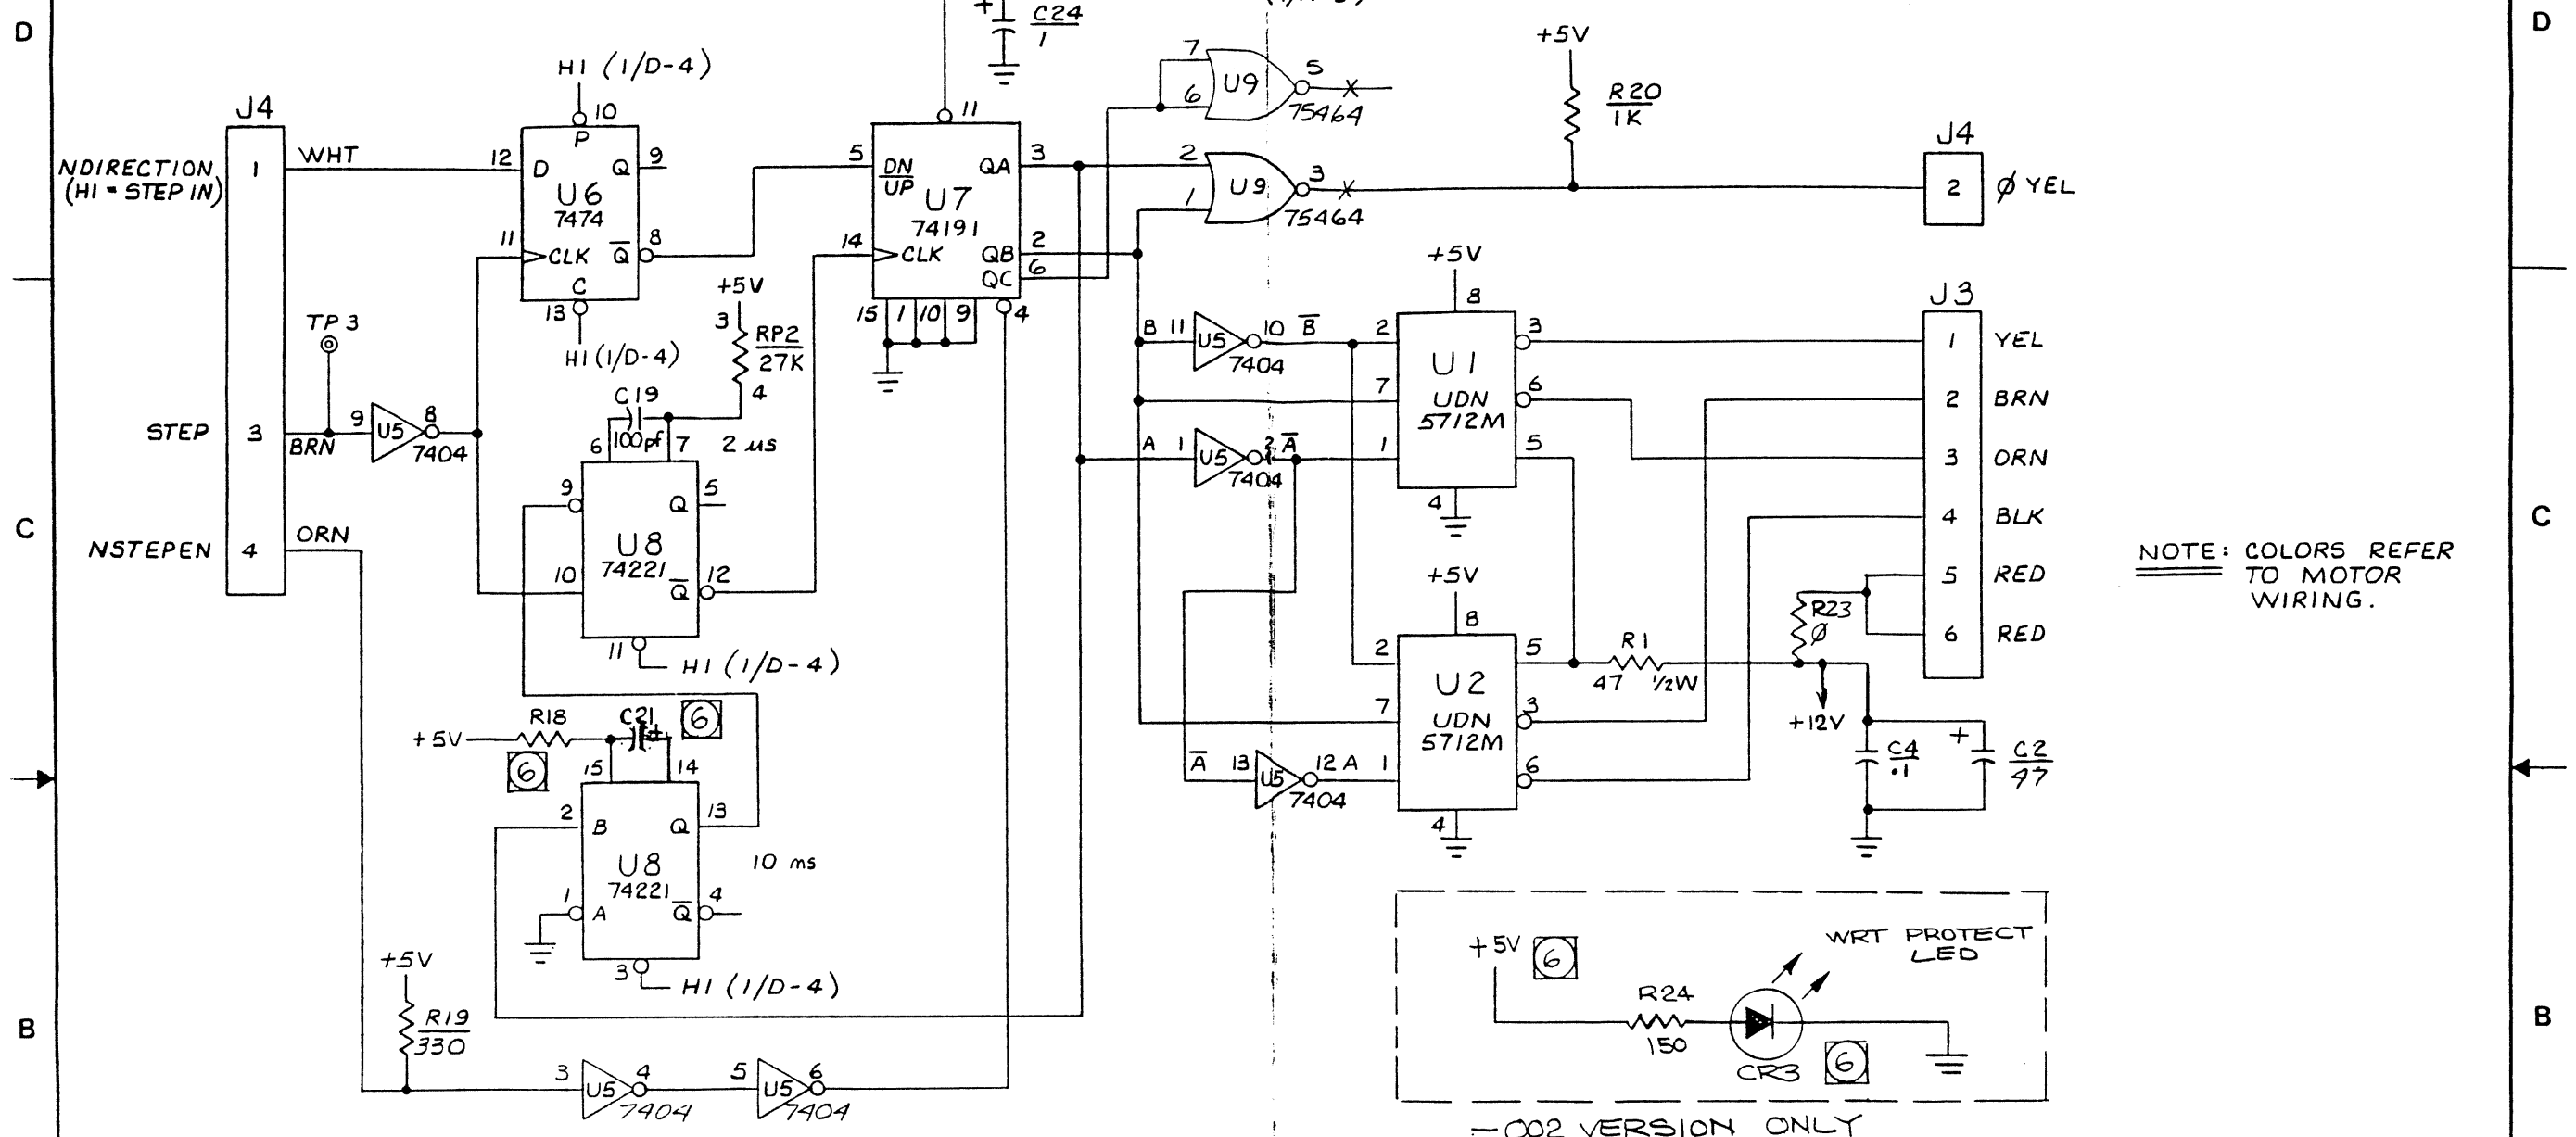 D
D
+
C24
1
HI (1/D-4)
J4
1
WHT
NDIRECTION
(HI = STEP IN)
12
10
P
D
Q
9
U6
7474
11
CLK
Q
8
C
13
HI (1/D-4)
TP 3
STEP
3
BRN
9
U5
8
7404
NSTEPEN
4
ORN
+5V
3
RP2
27K
4
C19
100pf
6
7
2 µs
9
Q
5
U8
74221
10
Q
12
11
HI (1/D-4)
+5V
R18
6
C21
+
6
15
14
2
B
Q
13
U8
74221
10 ms
1
A
Q
4
3
HI (1/D-4)
+5V
R19
330
3
U5
4
7404
5
U5
6
7404
11
5
DN
UP
QA
3
U7
74191
14
CLK
QB
2
QC
6
15
1
10
9
4
7
6
U9
5
75464
2
1
U9
3
75464
+5V
R20
1K
J4
2
Ø YEL
B
11
U5
10
B
7404
A
1
U5
2
A
7404
A
13
U5
12
A
7404
+5V
8
2
3
7
U1
6
UDN
5712M
1
5
4
+5V
8
2
5
7
U2
UDN
5712M
3
1
6
4
R1
47
1/2W
R23
Ø
+12V
C4
.1
+
C2
47
J3
1
YEL
2
BRN
3
ORN
4
BLK
5
RED
6
RED
NOTE: COLORS REFER
TO MOTOR
WIRING.
C
C
+5V
6
R24
150
CR3
6
WRT PROTECT
LED
-002 VERSION ONLY
B
B